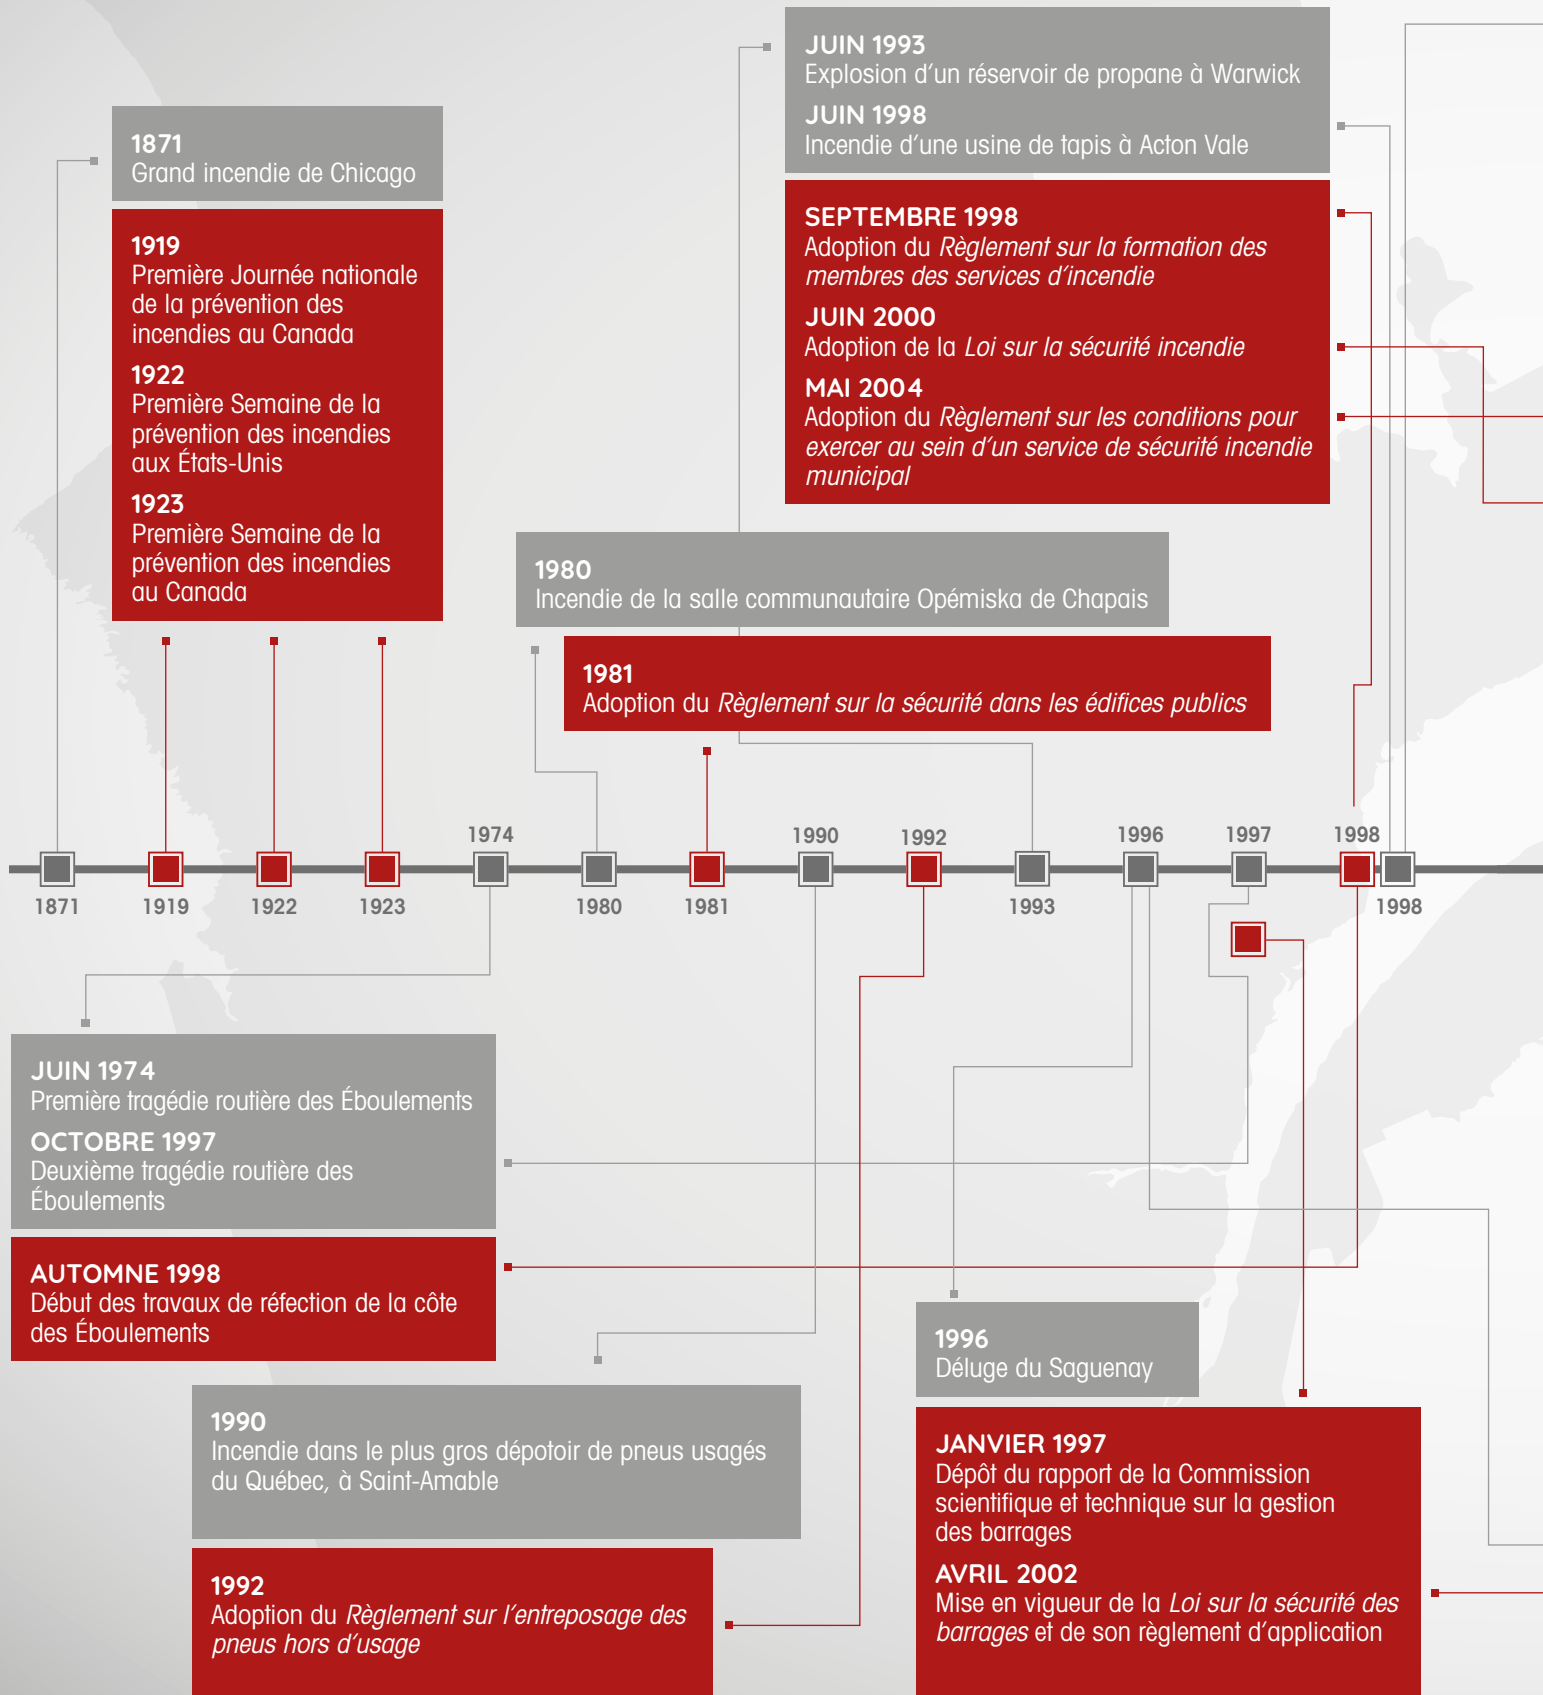 JUIN 1993
Explosion d’un réservoir de propane à Warwick
JUIN 1998
Incendie d’une usine de tapis à Acton Vale
1871
Grand incendie de Chicago
SEPTEMBRE 1998
Adoption du Règlement sur la formation des
membres des services d’incendie
JUIN 2000
Adoption de la Loi sur la sécurité incendie
MAI 2004
Adoption du Règlement sur les conditions pour
exercer au sein d’un service de sécurité incendie
municipal
1919
Première Journée nationale
de la prévention des
incendies au Canada
1922
Première Semaine de la
prévention des incendies
aux États-Unis
1923
Première Semaine de la
prévention des incendies
au Canada
1980
Incendie de la salle communautaire Opémiska de Chapais
1981
Adoption du Règlement sur la sécurité dans les édifices publics
1974
1990
1992
1996
1997
1998
1871
1919
1922
1923
1980
1981
1993
1998
JUIN 1974
Première tragédie routière des Éboulements
OCTOBRE 1997
Deuxième tragédie routière des
Éboulements
AUTOMNE 1998
Début des travaux de réfection de la côte
des Éboulements
1996
Déluge du Saguenay
1990
Incendie dans le plus gros dépotoir de pneus usagés
du Québec, à Saint-Amable
JANVIER 1997
Dépôt du rapport de la Commission
scientifique et technique sur la gestion
des barrages
AVRIL 2002
Mise en vigueur de la Loi sur la sécurité des
barrages et de son règlement d’application
1992
Adoption du Règlement sur l’entreposage des
pneus hors d’usage